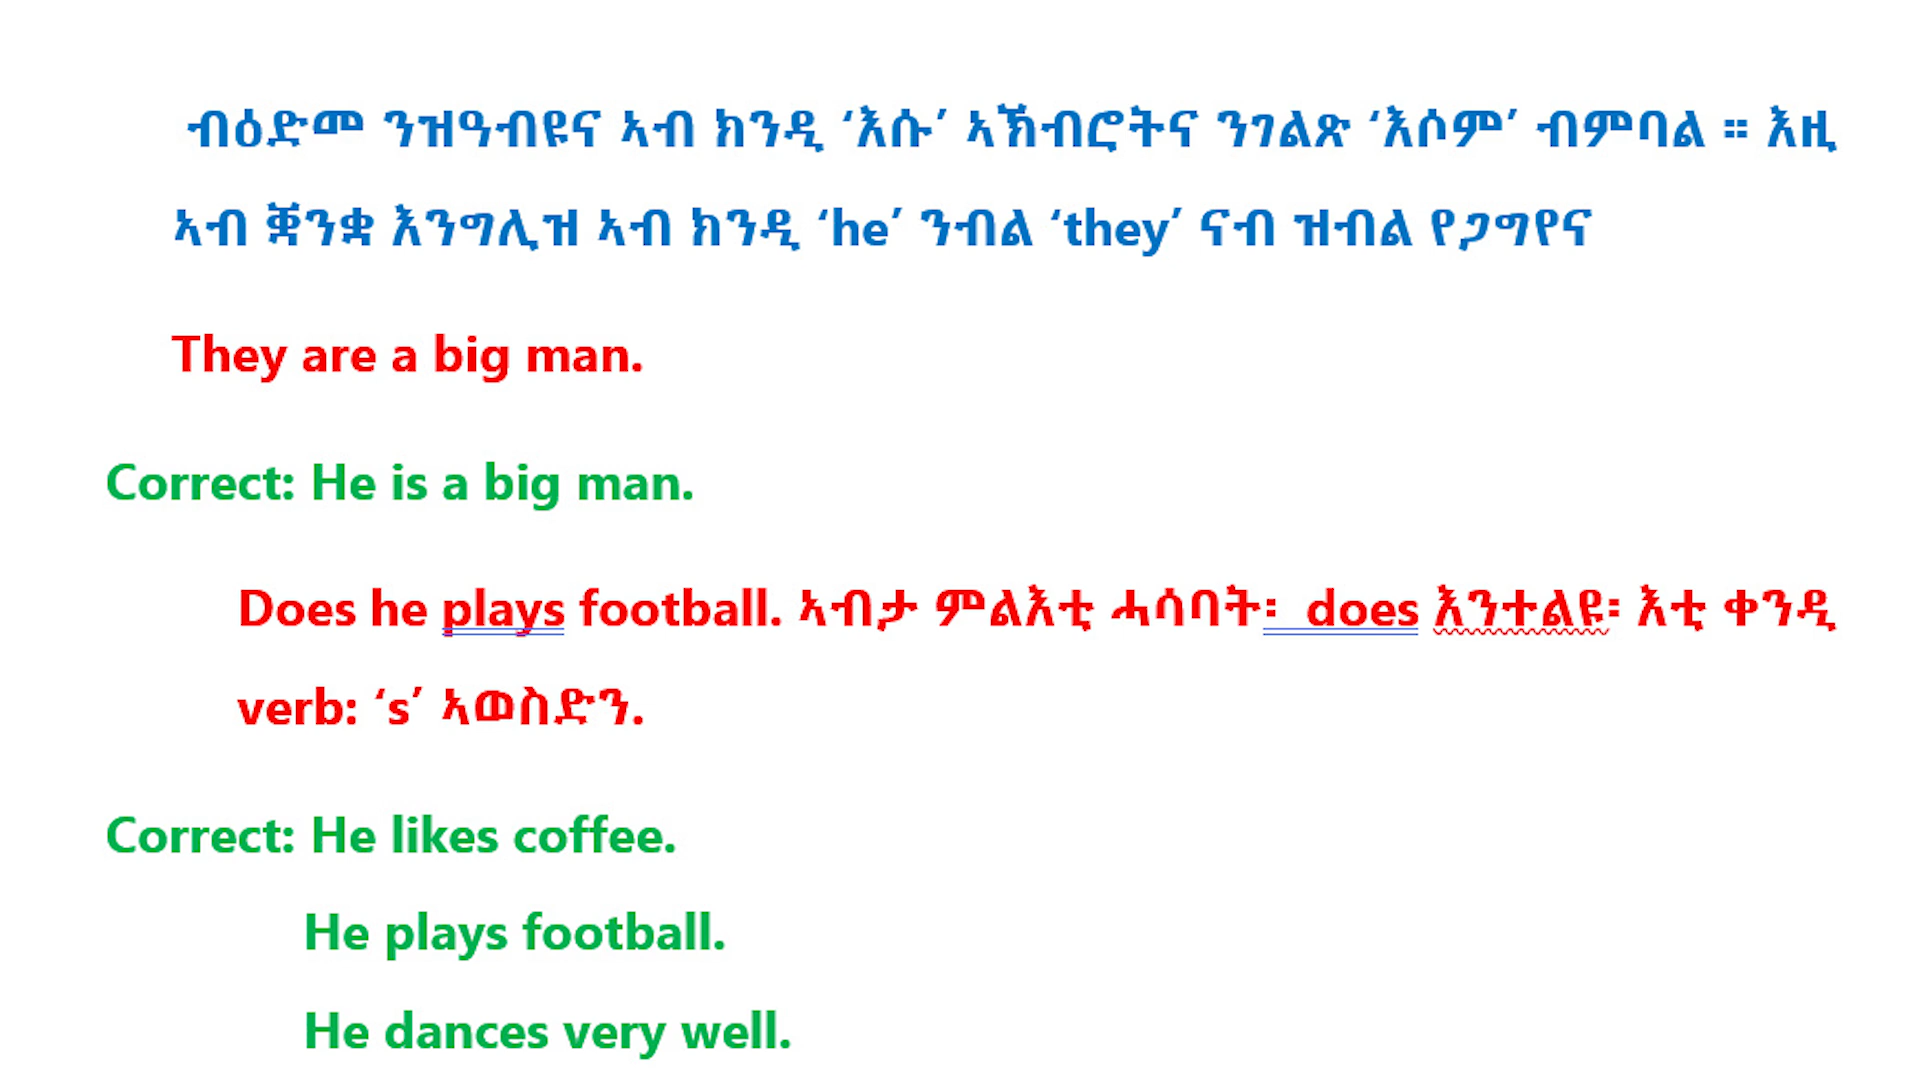 ብዕድመ ንዝዓብዩና ኣብ ክንዲ ‘እሱ’ ኣኽብሮትና ንገልጽ ‘እሶም’ ብምባል ። እዚ
ኣብ ቛንቋ እንግሊዝ ኣብ ክንዲ ‘he’ ንብል ‘they’ ናብ ዝብል የጋግየና
They are a big man.
Correct: He is a big man.
Does he plays football. ኣብታ ምልእቲ ሓሳባት፡ does እንተልዩ፡ እቲ ቀንዲ
verb: ‘s’ ኣወስድን.
Correct: He likes coffee.
He plays football.
He dances very well.